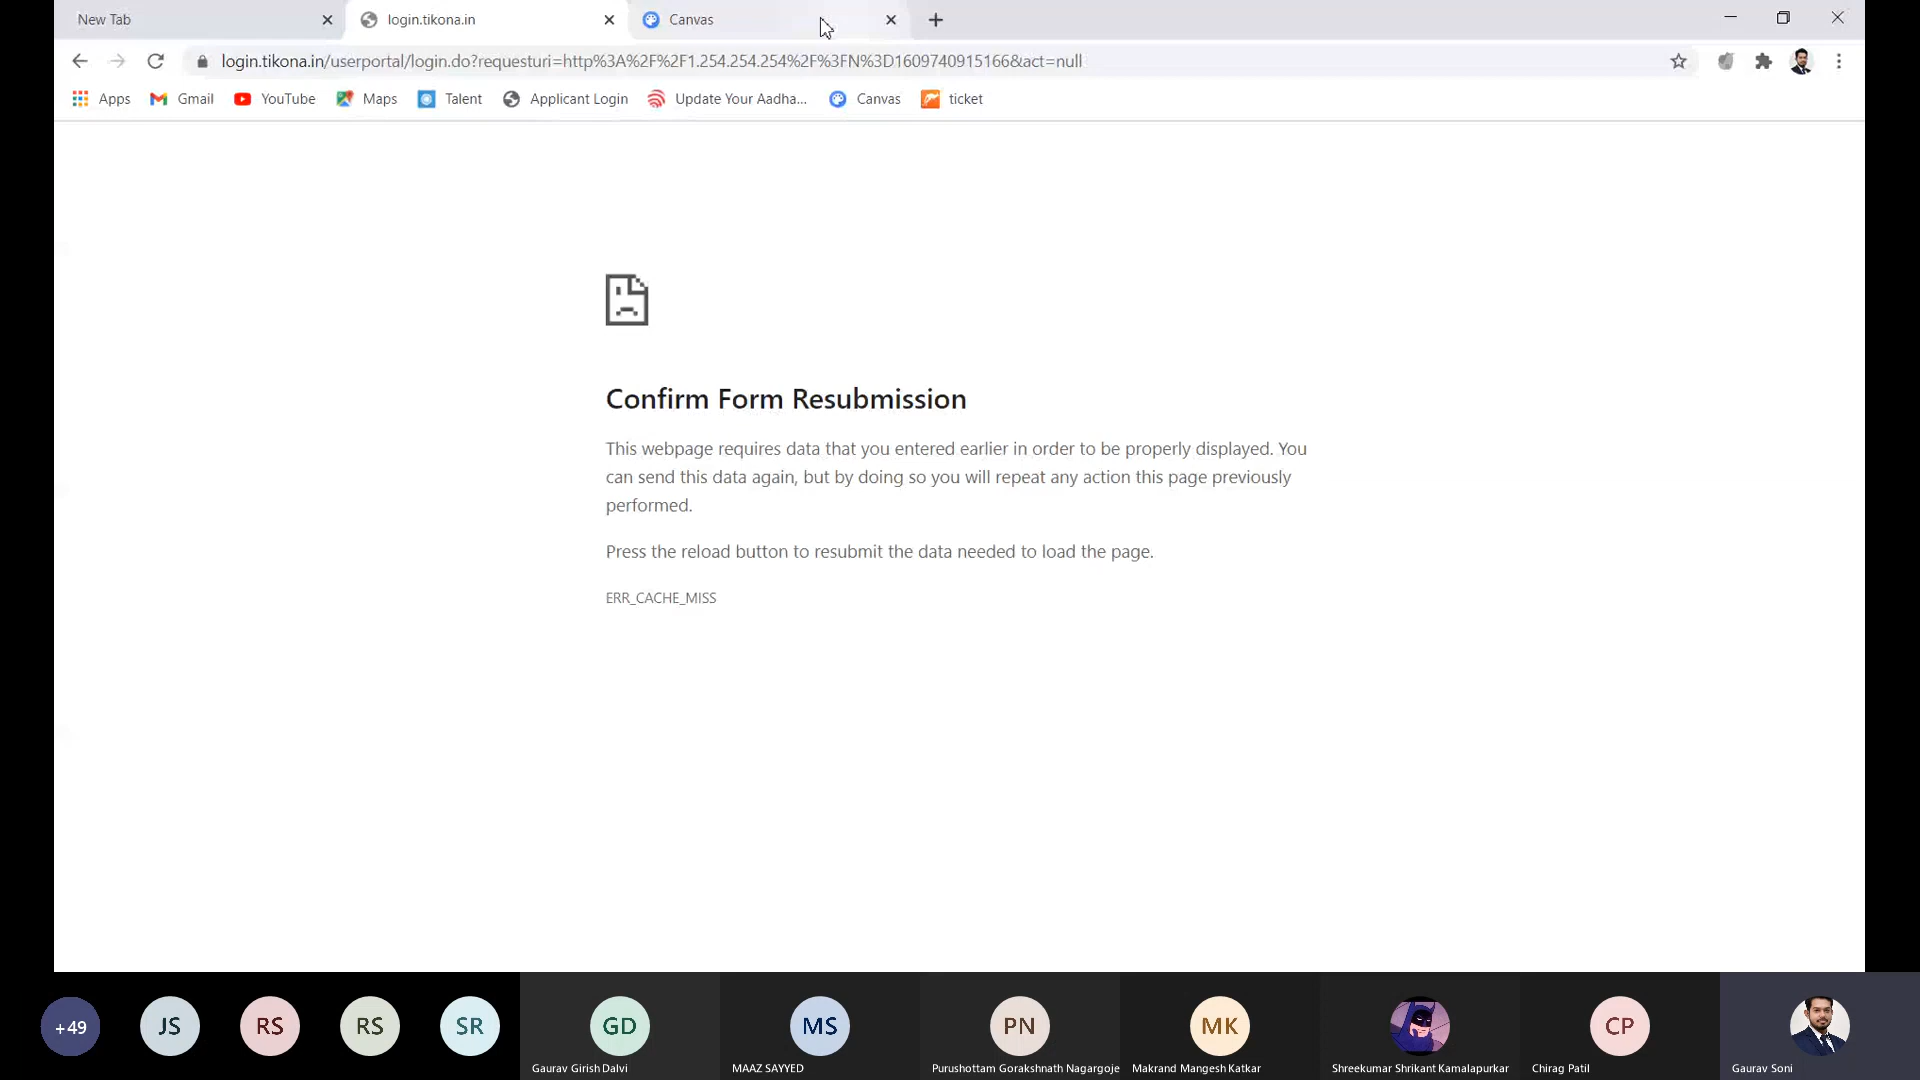 New Tab login.tikona.in Canvas
login.tikona.in/userportal/login.do?requesturi=http%3A%2F%2F1.254.254.254%2F%3FN%3D1609740915166&act=null
Apps Gmail YouTube Maps Talent Applicant Login Update Your Aadha... Canvas ticket
Confirm Form Resubmission
This webpage requires data that you entered earlier in order to be properly displayed. You
can send this data again, but by doing so you will repeat any action this page previously
performed.
Press the reload button to resubmit the data needed to load the page.
ERR_CACHE_MISS
+49 JS RS RS SR GD MS PN MK CP
Gaurav Girish Dalvi MAAZ SAYYED Purushottam Gorakshnath Nagargoje Makrand Mangesh Katkar Shreekumar Shrikant Kamalapurkar Chirag Patil Gaurav Soni